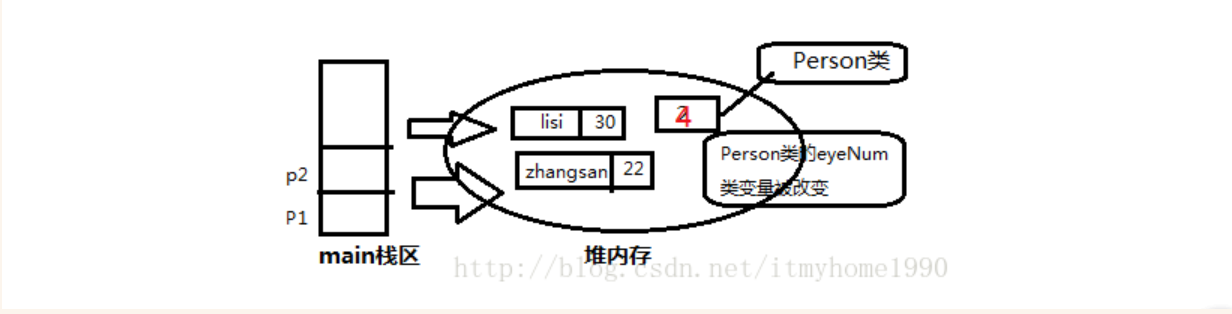 Person类
lisi 30
4
Person类的eyeNum
类变量被改变
zhangsan 22
p2
P1
main栈区
堆内存
http://blog.csdn.net/itmyhome1990